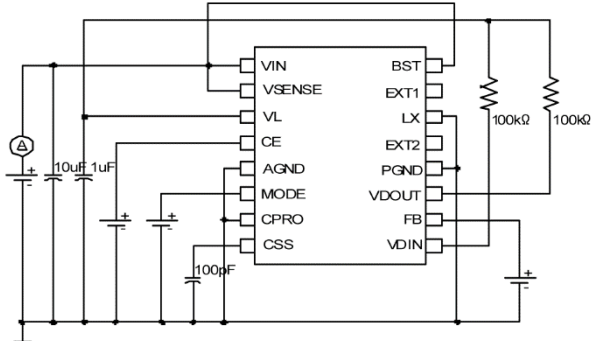 VIN
BST
VSENSE
EXT1
VL
LX
100kΩ
100kΩ
CE
EXT2
10uF
1uF
AGND
PGND
MODE
VDOUT
CPRO
FB
CSS
VDIN
100pF